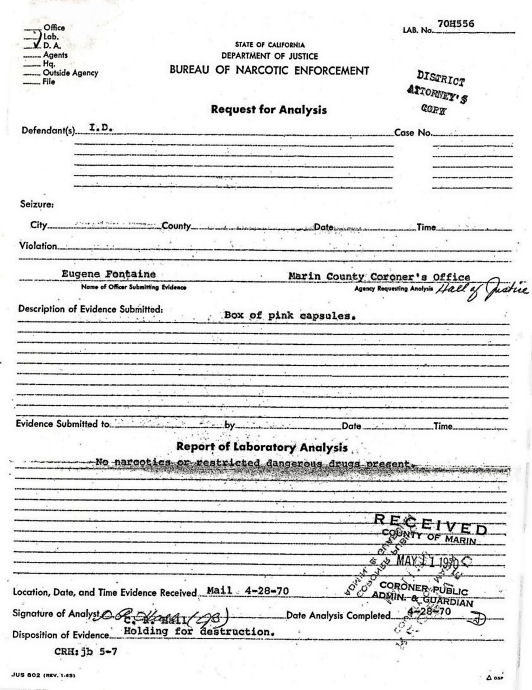 Office
Lab.
D. A.
Agents
Hq.
Outside Agency
File
LAB. No. 70H556
STATE OF CALIFORNIA
DEPARTMENT OF JUSTICE
BUREAU OF NARCOTIC ENFORCEMENT
DISTRICT
ATTORNEY'S
COPY
Request for Analysis
Defendant(s) I.D. Case No.
Seizure:
City County Date Time
Violation
Eugene Fontaine Marin County Coroner's Office
Name of Officer Submitting Evidence Agency Requesting Analysis Hall of Justice
Description of Evidence Submitted:
Box of pink capsules.
Evidence Submitted to by Date Time
Report of Laboratory Analysis
No narcotics or restricted dangerous drugs present.
RECEIVED
COUNTY OF MARIN
MAY 11 1970
CORONER-PUBLIC
ADMIN. & GUARDIAN
Location, Date, and Time Evidence Received Mail 4-28-70
Signature of Analyst Date Analysis Completed 4-28-70
Disposition of Evidence Holding for destruction.
CRH:jb 5-7
JUS 802 (REV. 1-65) OSP